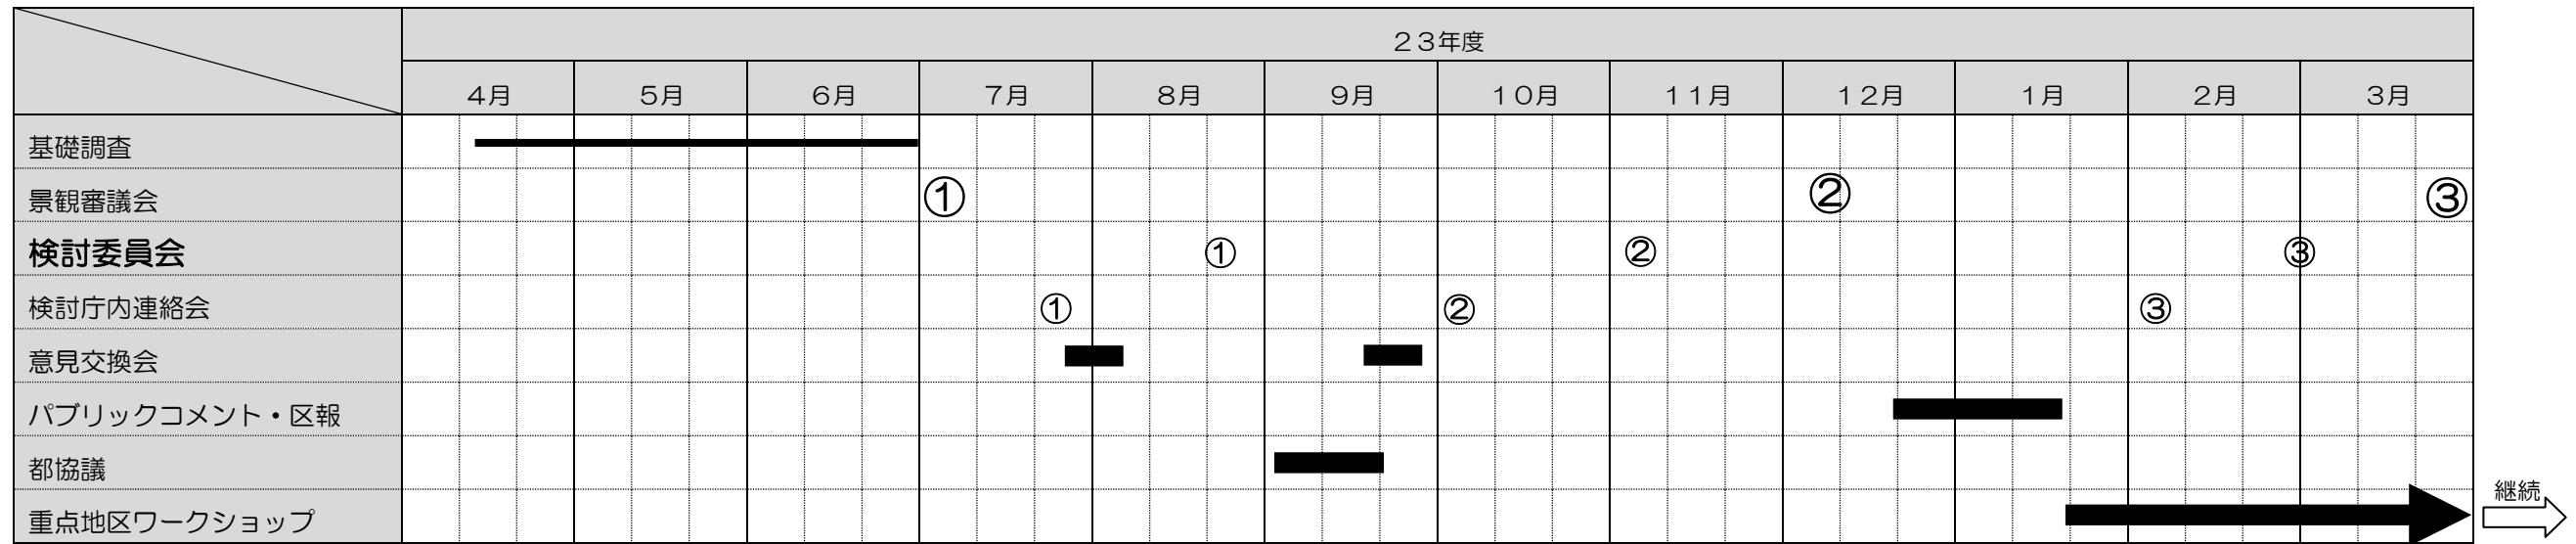 ２３年度
４月 ５月 ６月 ７月 ８月 ９月 １０月 １１月 １２月 １月 ２月 ３月
基礎調査
景観審議会 ① ② ③
検討委員会 ① ② ③
検討庁内連絡会 ① ② ③
意見交換会
パブリックコメント・区報
都協議
継続
重点地区ワークショップ